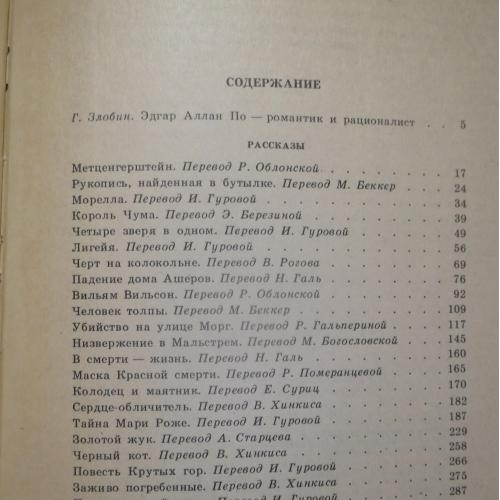 СОДЕРЖАНИЕ
Г. Злобин. Эдгар Аллан По — романтик и рационалист . . 5
РАССКАЗЫ
Метценгерштейн. Перевод Р. Облонской . . . . . . . 17
Рукопись, найденная в бутылке. Перевод М. Беккер . . . 24
Морелла. Перевод И. Гуровой . . . . . . . . . 34
Король Чума. Перевод Э. Березиной . . . . . . . 39
Четыре зверя в одном. Перевод И. Гуровой . . . . . 49
Лигейя. Перевод И. Гуровой . . . . . . . . . 56
Черт на колокольне. Перевод В. Рогова . . . . . . 69
Падение дома Ашеров. Перевод Н. Галь . . . . . . 76
Вильям Вильсон. Перевод Р. Облонской . . . . . . 92
Человек толпы. Перевод М. Беккер . . . . . . . 109
Убийство на улице Морг. Перевод Р. Гальпериной . . . . 117
Низвержение в Мальстрем. Перевод М. Богословской . . . 145
В смерти — жизнь. Перевод Н. Галь . . . . . . . 160
Маска Красной смерти. Перевод Р. Померанцевой . . . . 165
Колодец и маятник. Перевод Е. Суриц . . . . . . 170
Сердце-обличитель. Перевод В. Хинкиса . . . . . . 182
Тайна Мари Роже. Перевод И. Гуровой . . . . . . 187
Золотой жук. Перевод А. Старцева . . . . . . . 229
Черный кот. Перевод В. Хинкиса . . . . . . . . 258
Повесть Крутых гор. Перевод И. Гуровой . . . . . 266
Заживо погребенные. Перевод В. Хинкиса . . . . . 275
Перевод И. Гуровой . . . . 287